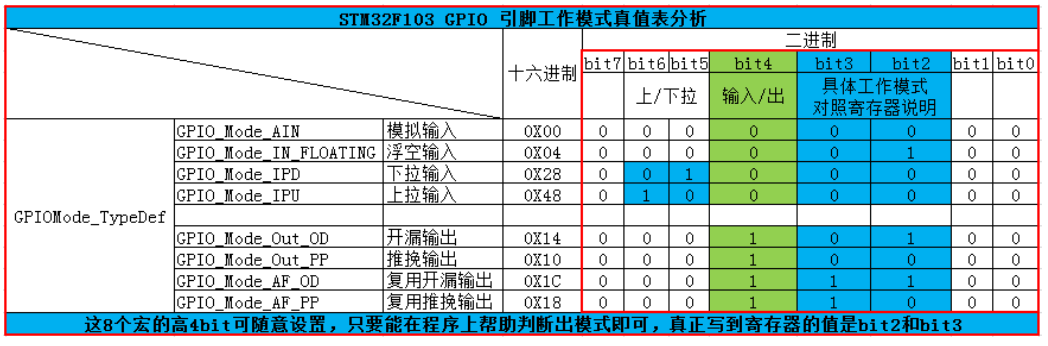 STM32F103 GPIO 引脚工作模式真值表分析
十六进制 二进制
bit7 bit6 bit5 bit4 bit3 bit2 bit1 bit0
上/下拉 输入/出 具体工作模式
对照寄存器说明
GPIOMode_TypeDef
GPIO_Mode_AIN 模拟输入 0X00 0 0 0 0 0 0 0 0
GPIO_Mode_IN_FLOATING 浮空输入 0X04 0 0 0 0 0 1 0 0
GPIO_Mode_IPD 下拉输入 0X28 0 0 1 0 0 0 0 0
GPIO_Mode_IPU 上拉输入 0X48 0 1 0 0 0 0 0 0
GPIO_Mode_Out_OD 开漏输出 0X14 0 0 0 1 0 1 0 0
GPIO_Mode_Out_PP 推挽输出 0X10 0 0 0 1 0 0 0 0
GPIO_Mode_AF_OD 复用开漏输出 0X1C 0 0 0 1 1 1 0 0
GPIO_Mode_AF_PP 复用推挽输出 0X18 0 0 0 1 1 0 0 0
这8个宏的高4bit可随意设置，只要能在程序上帮助判断出模式即可，真正写到寄存器的值是bit2和bit3